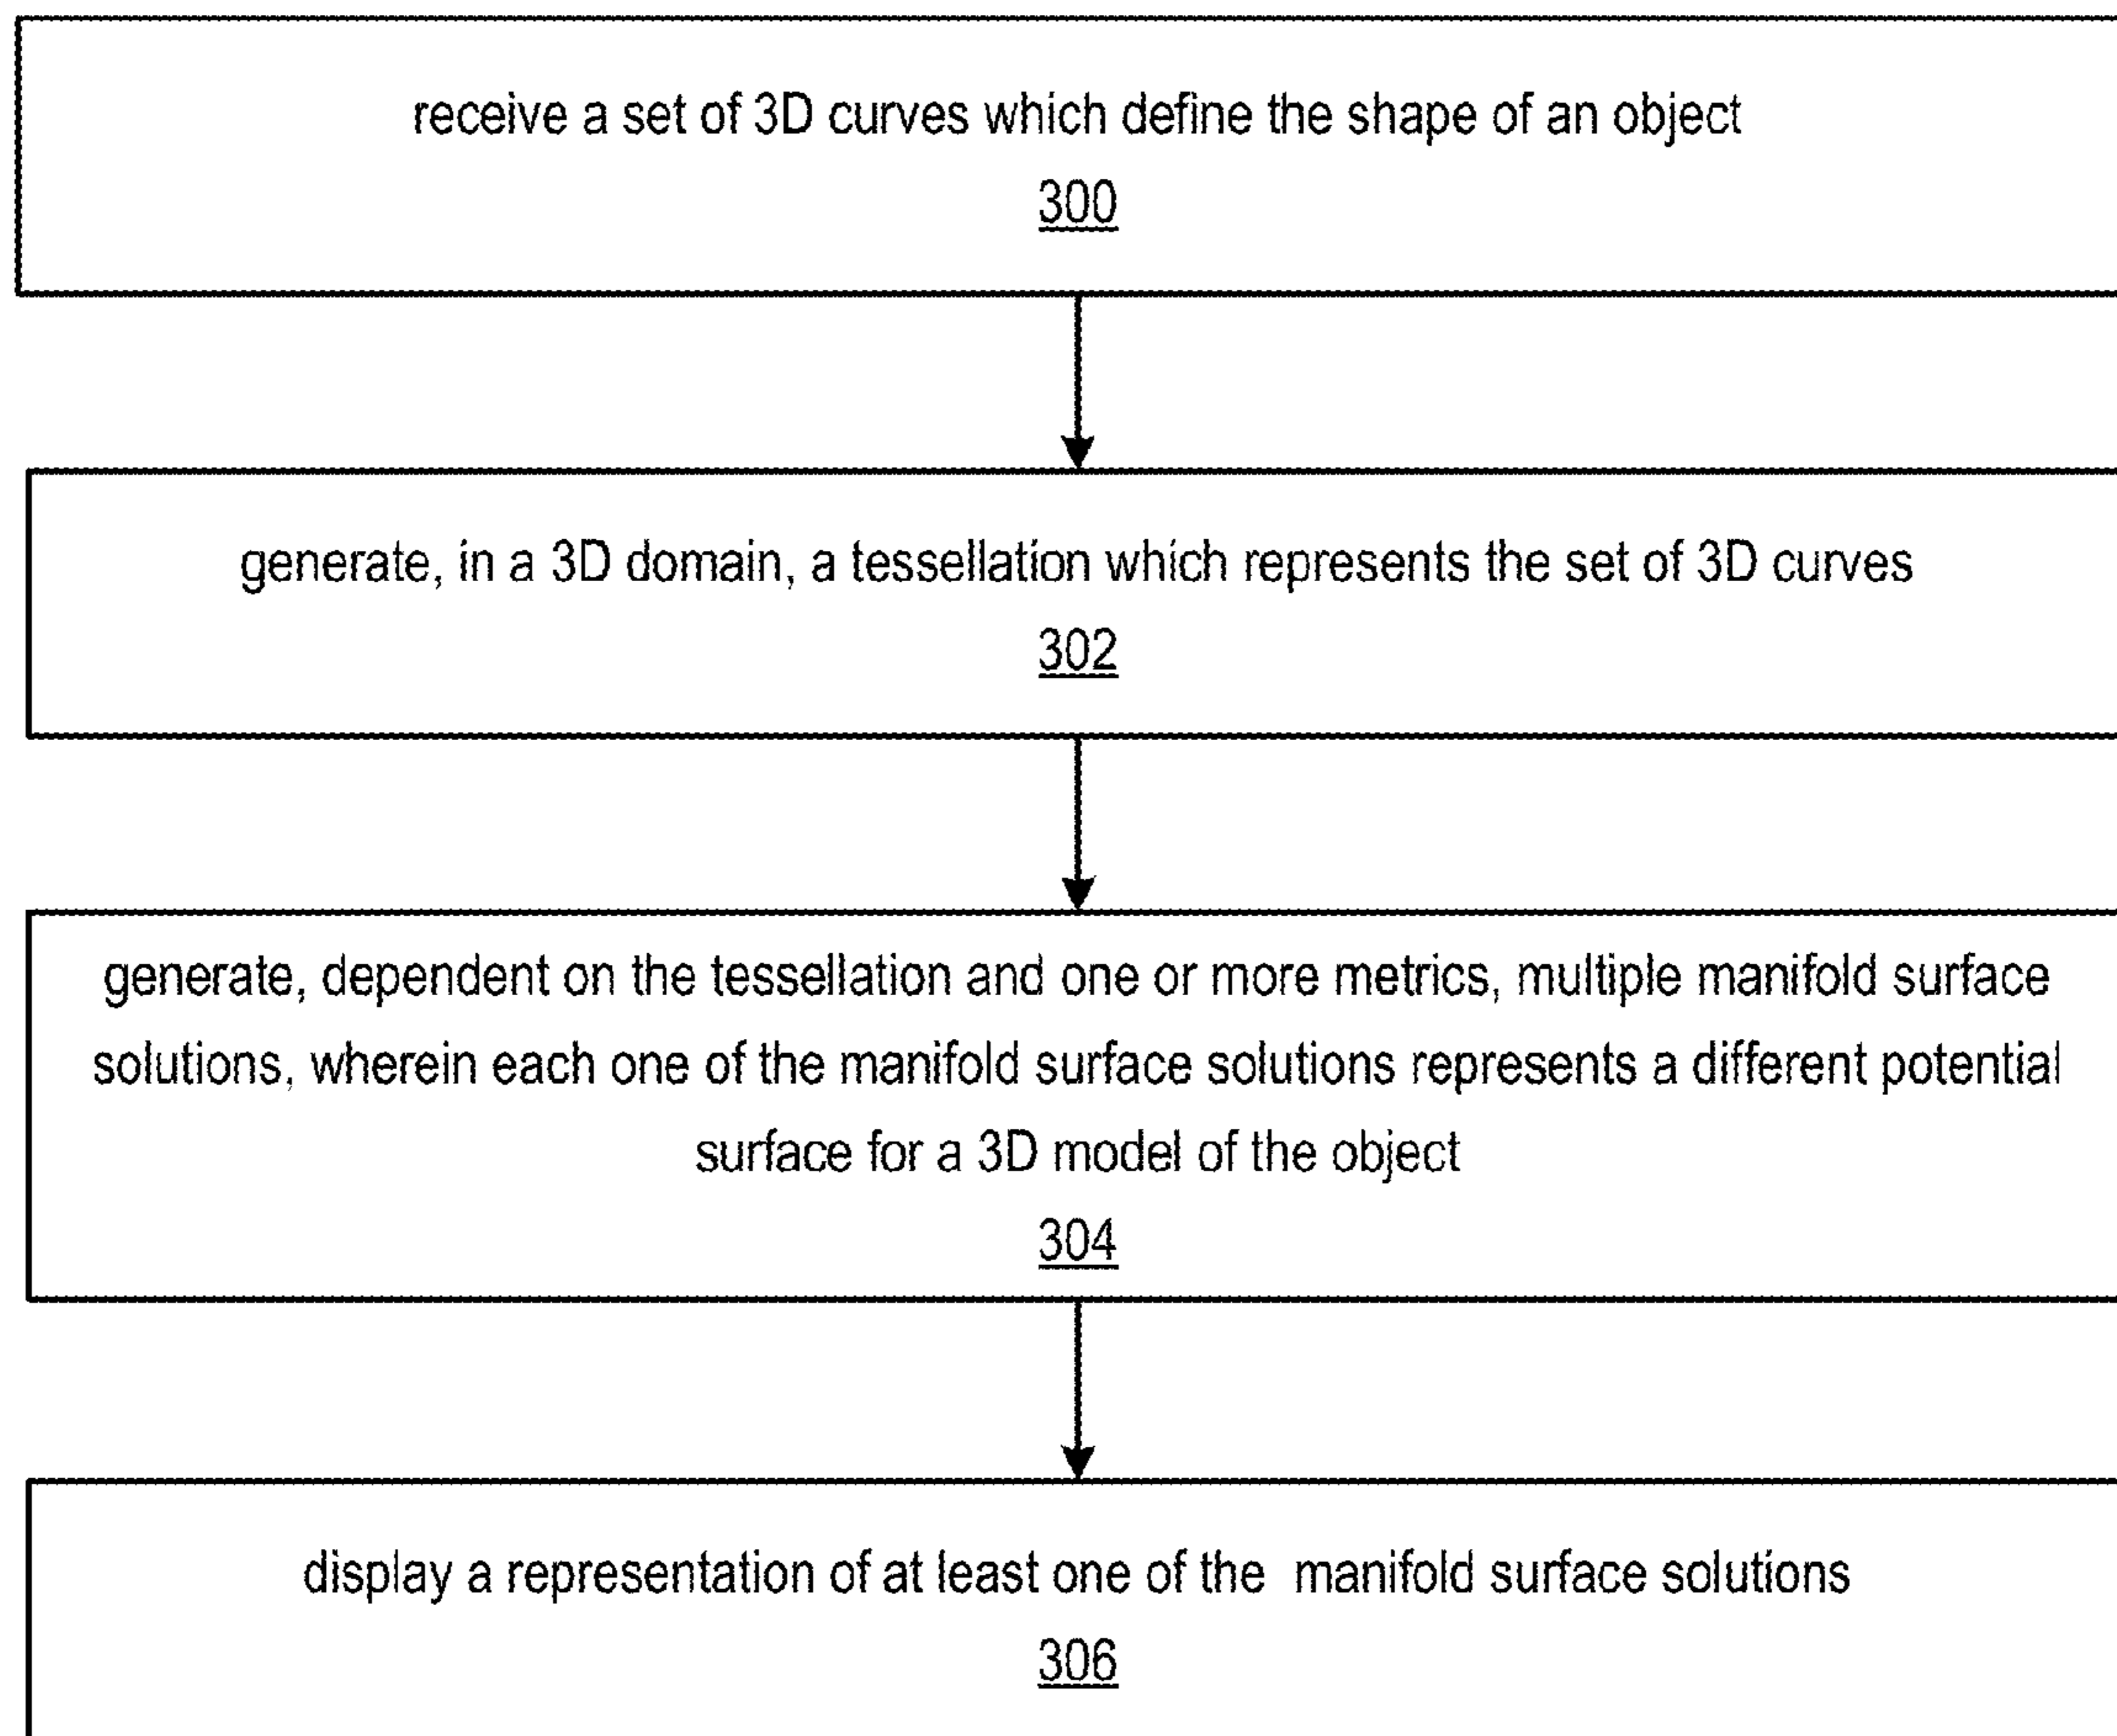 receive a set of 3D curves which define the shape of an object
300
generate, in a 3D domain, a tessellation which represents the set of 3D curves
302
generate, dependent on the tessellation and one or more metrics, multiple manifold surface
solutions, wherein each one of the manifold surface solutions represents a different potential
surface for a 3D model of the object
304
display a representation of at least one of the manifold surface solutions
306